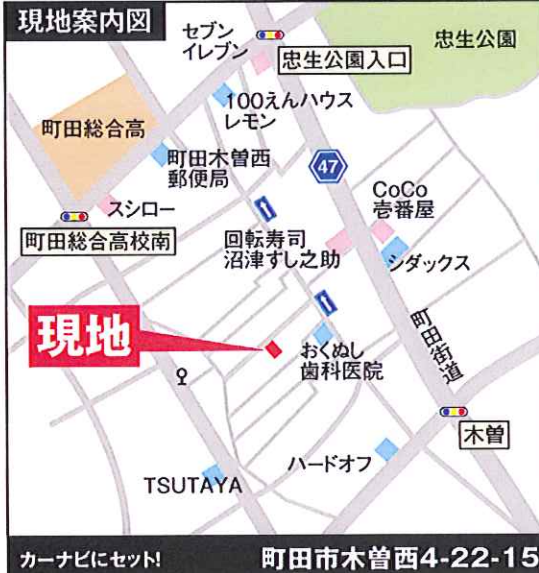 現地案内図
セブン
イレブン
忠生公園入口
忠生公園
100えんハウス
レモン
町田総合高
町田木曽西
郵便局
47
スシロー
町田総合高校南
CoCo
壱番屋
回転寿司
沼津すし之助
シダックス
現地
おくぬし
歯科医院
町田街道
木曽
ハードオフ
TSUTAYA
カーナビにセット!
町田市木曽西4-22-15